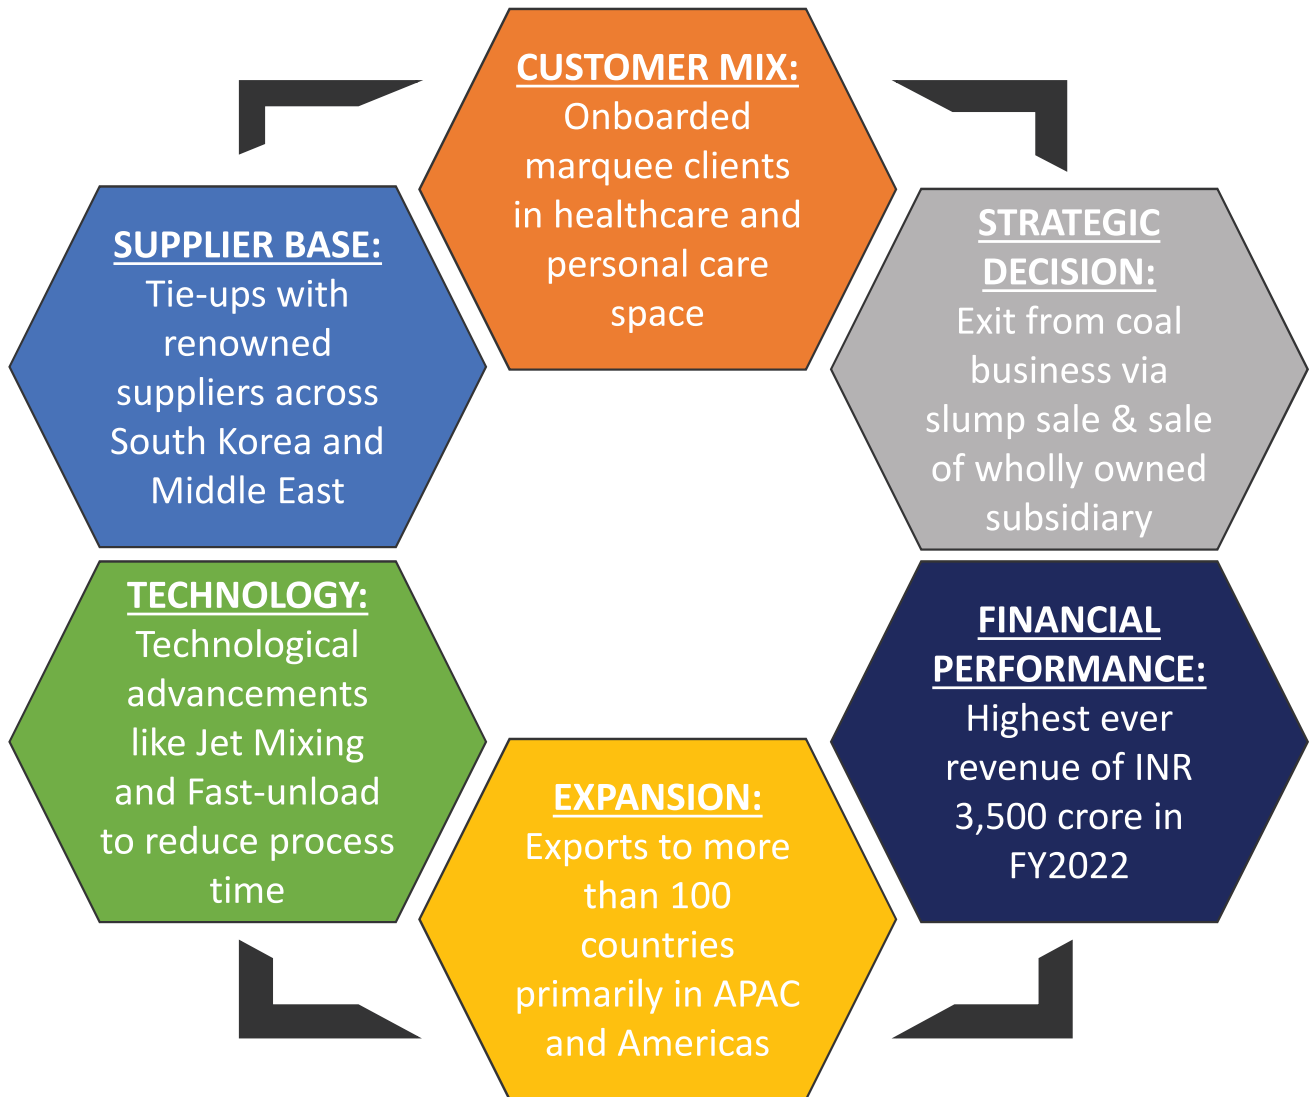 CUSTOMER MIX:
Onboarded
marquee clients
in healthcare and
personal care
space
STRATEGIC
DECISION:
Exit from coal
business via
slump sale & sale
of wholly owned
subsidiary
FINANCIAL
PERFORMANCE:
Highest ever
revenue of INR
3,500 crore in
FY2022
EXPANSION:
Exports to more
than 100
countries
primarily in APAC
and Americas
TECHNOLOGY:
Technological
advancements
like Jet Mixing
and Fast-unload
to reduce process
time
SUPPLIER BASE:
Tie-ups with
renowned
suppliers across
South Korea and
Middle East